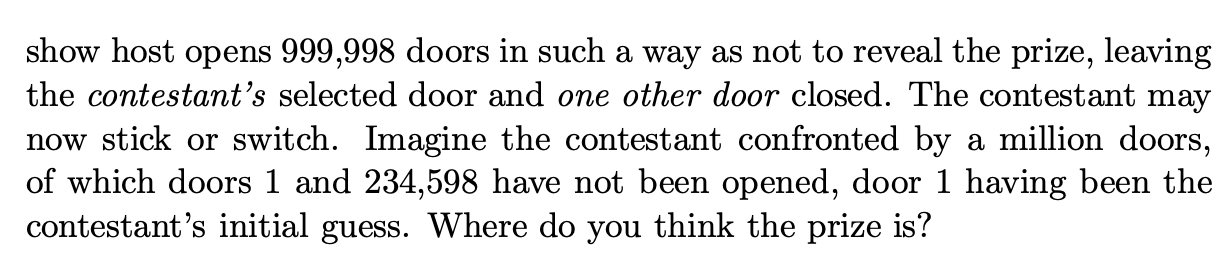 show host opens 999,998 doors in such a way as not to reveal the prize, leaving
the contestant's selected door and one other door closed. The contestant may
now stick or switch. Imagine the contestant confronted by a million doors,
of which doors 1 and 234,598 have not been opened, door 1 having been the
contestant's initial guess. Where do you think the prize is?